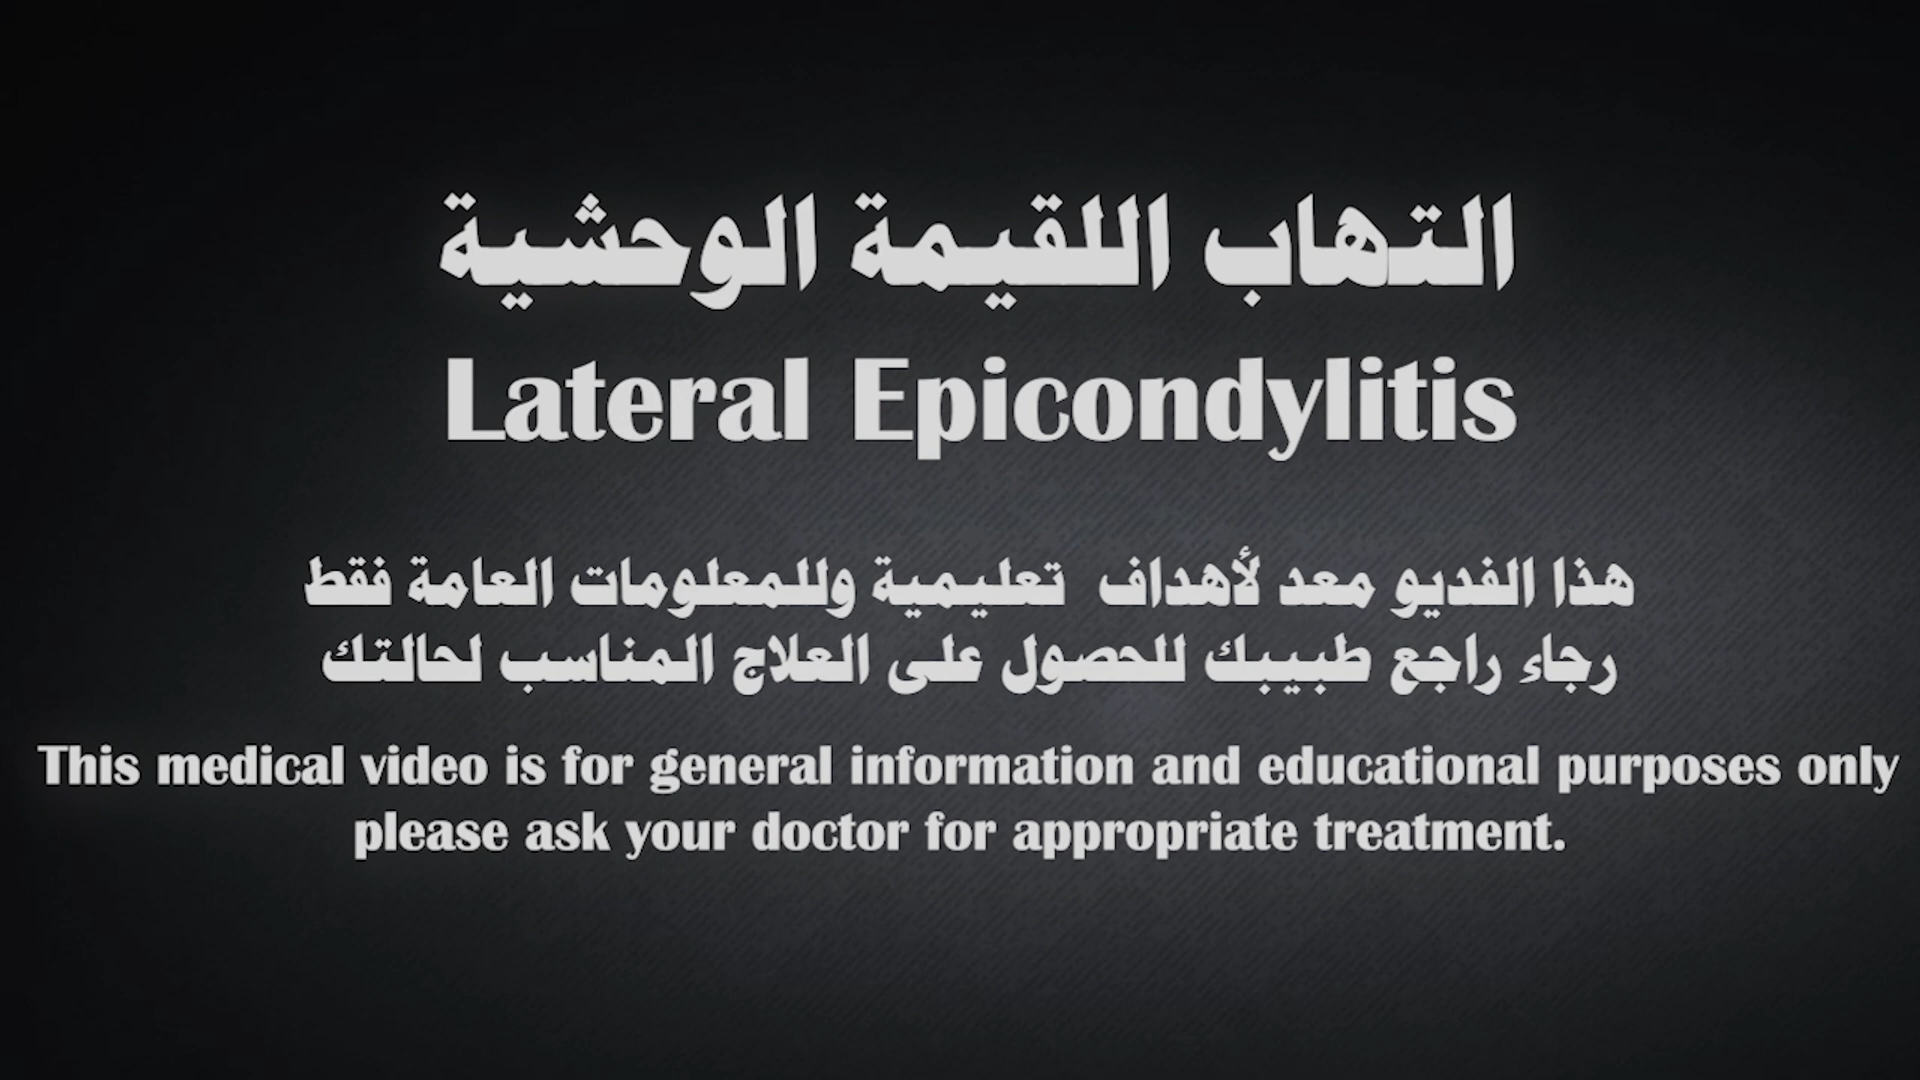 التهاب اللقيمة الوحشية
Lateral Epicondylitis
هذا الفديو معد لأهداف تعليمية وللمعلومات العامة فقط
رجاء راجع طبيبك للحصول على العلاج المناسب لحالتك
This medical video is for general information and educational purposes only
please ask your doctor for appropriate treatment.